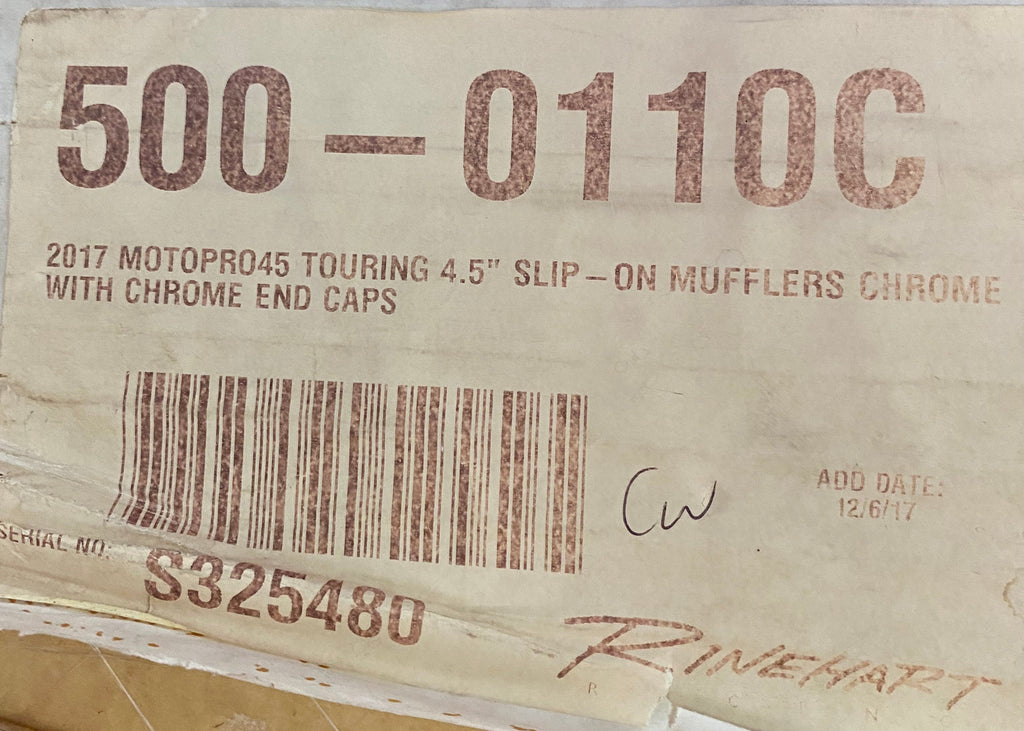 500-0110C
2017 MOTOPRO45 TOURING 4.5" SLIP-ON MUFFLERS CHROME
WITH CHROME END CAPS
Cw
ADD DATE:
12/6/17
SERIAL NO:
S325480
RINEHART